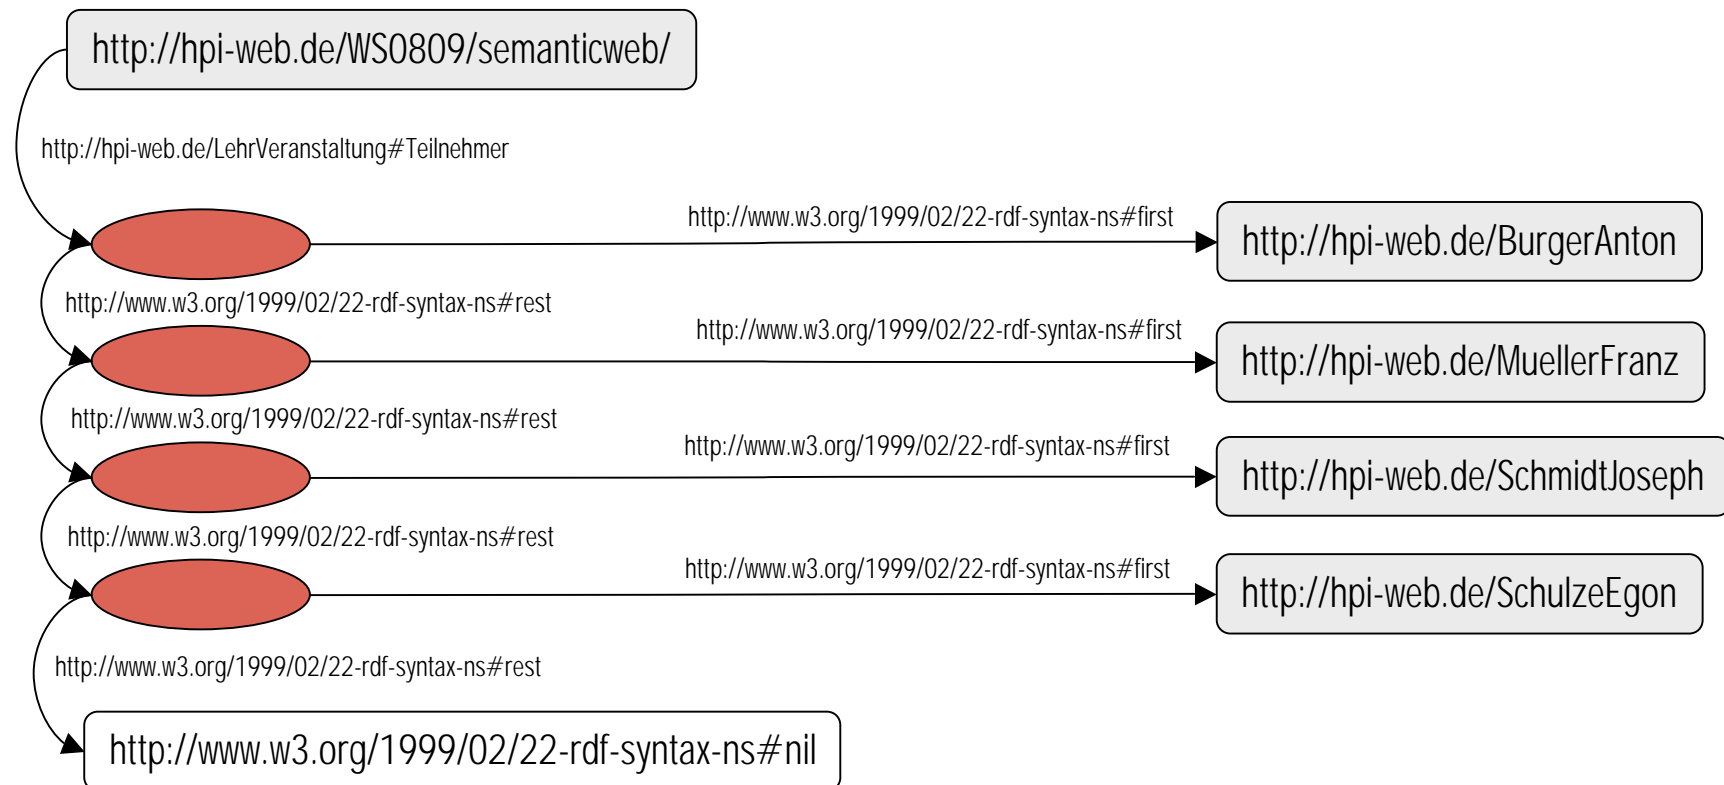 http://hpi-web.de/WS0809/semanticweb/
http://hpi-web.de/LehrVeranstaltung#Teilnehmer
http://www.w3.org/1999/02/22-rdf-syntax-ns#first
http://hpi-web.de/BurgerAnton
http://www.w3.org/1999/02/22-rdf-syntax-ns#rest
http://www.w3.org/1999/02/22-rdf-syntax-ns#first
http://hpi-web.de/MuellerFranz
http://www.w3.org/1999/02/22-rdf-syntax-ns#rest
http://www.w3.org/1999/02/22-rdf-syntax-ns#first
http://hpi-web.de/SchmidtJoseph
http://www.w3.org/1999/02/22-rdf-syntax-ns#rest
http://www.w3.org/1999/02/22-rdf-syntax-ns#first
http://hpi-web.de/SchulzeEgon
http://www.w3.org/1999/02/22-rdf-syntax-ns#rest
http://www.w3.org/1999/02/22-rdf-syntax-ns#nil